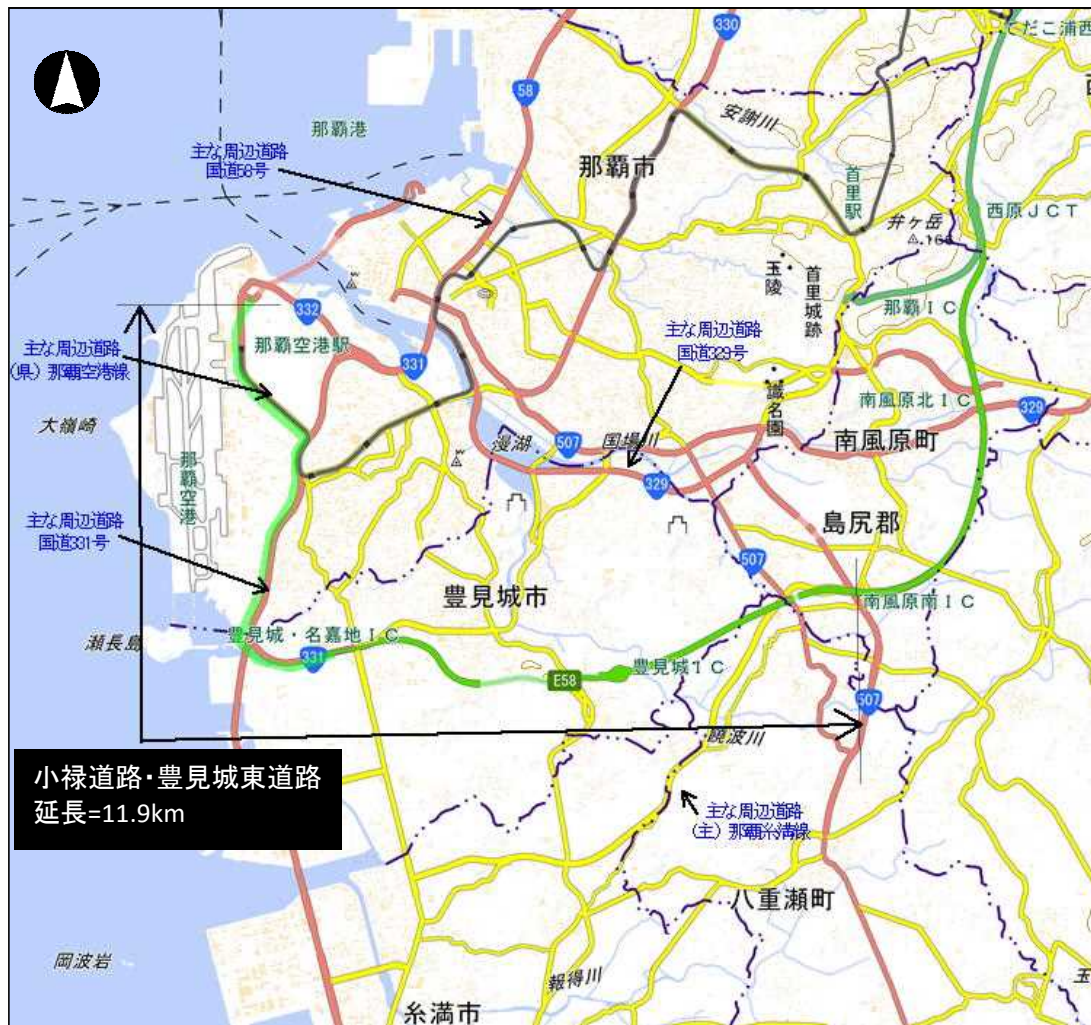 330
てだこ浦西
58
安謝川
那覇港
主な周辺道路
国道58号
那覇市
首里駅
西原JCT
弁ヶ岳
玉陵
首里城跡
332
那覇IC
那覇空港駅
主な周辺道路
国道329号
主な周辺道路
(県)那覇空港線
331
識名園
南風原北IC
329
大嶺崎
漫湖
507
国場川
南風原町
那覇空港
329
主な周辺道路
国道331号
島尻郡
507
豊見城市
南風原南IC
瀬長島
豊見城・名嘉地IC
331
豊見城IC
E58
507
饒波川
小禄道路・豊見城東道路
延長=11.9km
主な周辺道路
(主)那覇糸満線
八重瀬町
岡波岩
報得川
玉
糸満市